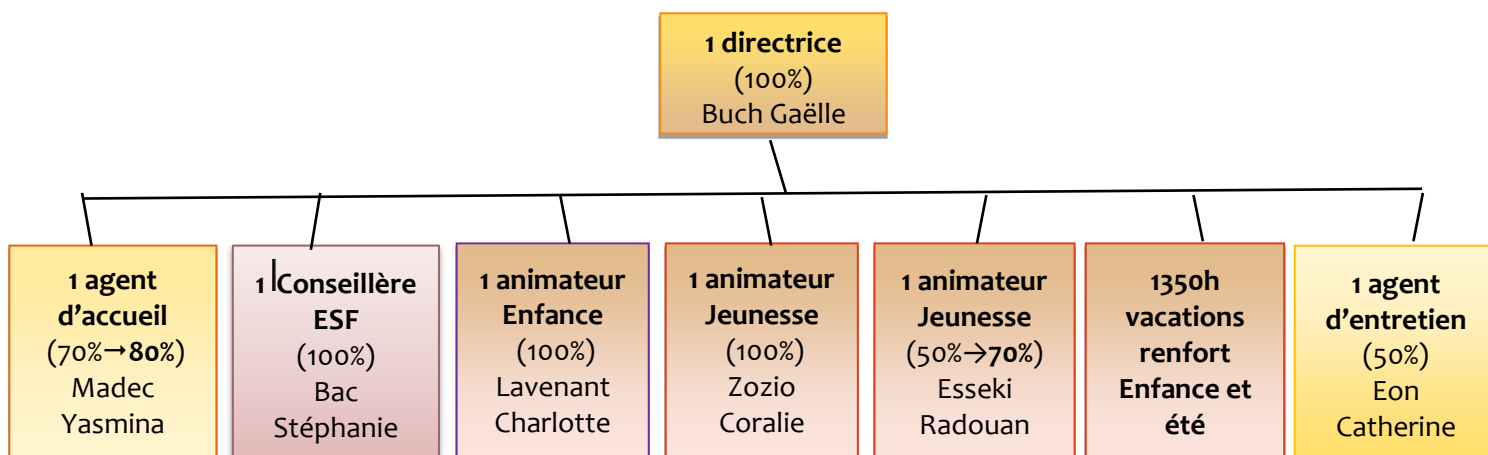 1 directrice
(100%)
Buch Gaëlle
1 agent
d’accueil
(70%→80%)
Madec
Yasmina
1 Conseillère
ESF
(100%)
Bac
Stéphanie
1 animateur
Enfance
(100%)
Lavenant
Charlotte
1 animateur
Jeunesse
(100%)
Zozio
Coralie
1 animateur
Jeunesse
(50%→70%)
Esseki
Radouan
1350h
vacations
renfort
Enfance et
été
1 agent
d’entretien
(50%)
Eon
Catherine